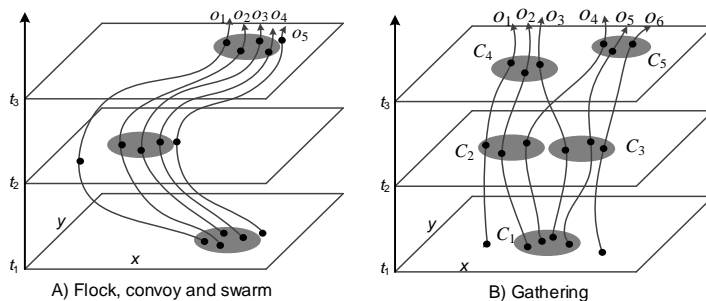 o1 o2 o3 o4
o5
t3
t2
y
t1
x
A) Flock, convoy and swarm
o1 o2 o3 o4 o5 o6
C4
C5
t3
C2
C3
t2
y
C1
t1
x
B) Gathering